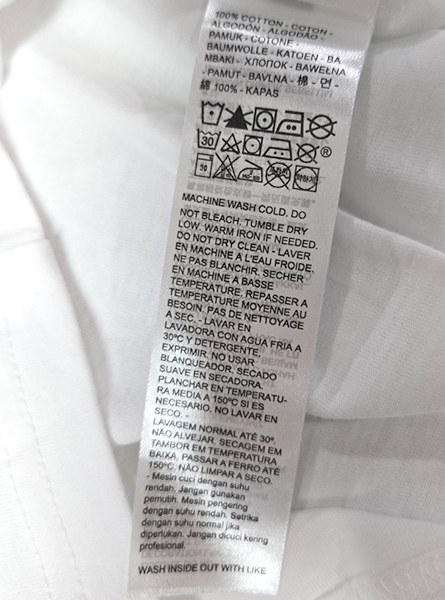 100% COTTON - COTON -
ALGODÓN - ALGODÃO -
PAMUK - COTONE -
BAUMWOLLE - KATOEN - BA
MBAKI - ΧΠΟΠΟΚ - BAWEŁNA
- PAMUT - BAVLNA - 棉 - 면 -
綿 100% - KAPAS
30 ®
30
MACHINE WASH COLD, DO
NOT BLEACH, TUMBLE DRY
LOW, WARM IRON IF NEEDED.
DO NOT DRY CLEAN - LAVER
EN MACHINE A L'EAU FROIDE.
NE PAS BLANCHIR, SECHER
EN MACHINE A BASSE
TEMPERATURE, REPASSER A
TEMPERATURE MOYENNE AU
BESOIN, PAS DE NETTOYAGE
A SEC. - LAVAR EN
LAVADORA CON AGUA FRIA A
30ºC Y DETERGENTE
EXPRIMIR. NO USAR
BLANQUEADOR. SECADO
SUAVE EN SECADORA.
PLANCHAR EN TEMPERATU-
RA MEDIA A 150ºC SI ES
NECESARIO. NO LAVAR EN
SECO. -
LAVAGEM NORMAL ATÉ 30º.
NÃO ALVEJAR. SECAGEM EM
TAMBOR EM TEMPERATURA
BAIXA. PASSAR A FERRO ATÉ
150ºC. NÃO LIMPAR A SECO.
- Mesin cuci dengan suhu
rendah. Jangan gunakan
pemutih. Mesin pengering
dengan suhu rendah. Setrika
dengan suhu normal jika
diperlukan. Jangan dicuci kering
profesional.
WASH INSIDE OUT WITH LIKE